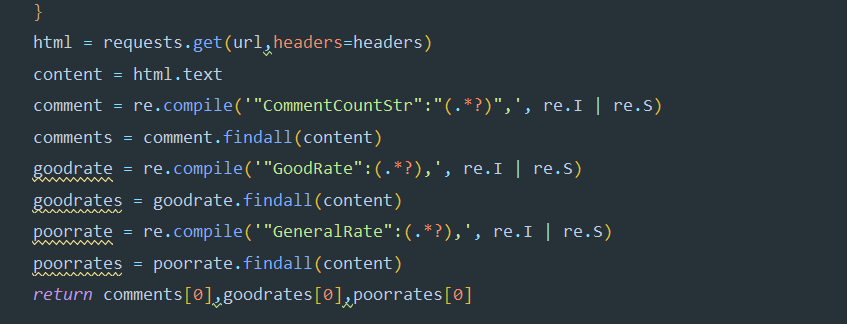 }
html = requests.get(url,headers=headers)
content = html.text
comment = re.compile('"CommentCountStr":"(.*?)",', re.I | re.S)
comments = comment.findall(content)
goodrate = re.compile('"GoodRate":(.*?),', re.I | re.S)
goodrates = goodrate.findall(content)
poorrate = re.compile('"GeneralRate":(.*?),', re.I | re.S)
poorrates = poorrate.findall(content)
return comments[0],goodrates[0],poorrates[0]